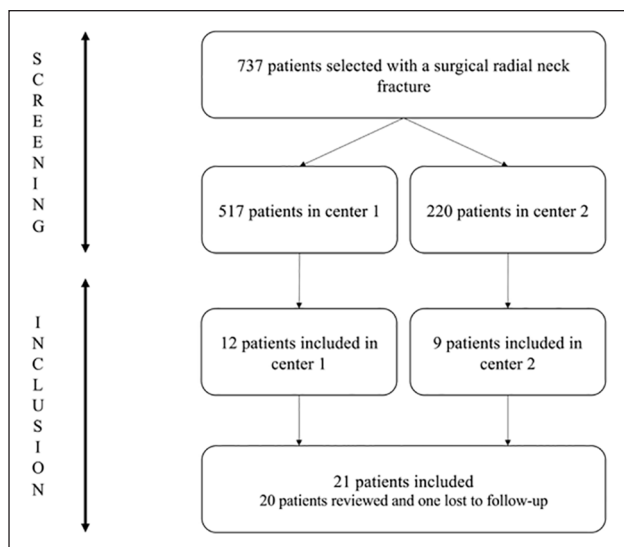 SCREENING
737 patients selected with a surgical radial neck
fracture
517 patients in center 1
220 patients in center 2
INCLUSION
12 patients included in
center 1
9 patients included in
center 2
21 patients included
20 patients reviewed and one lost to follow-up